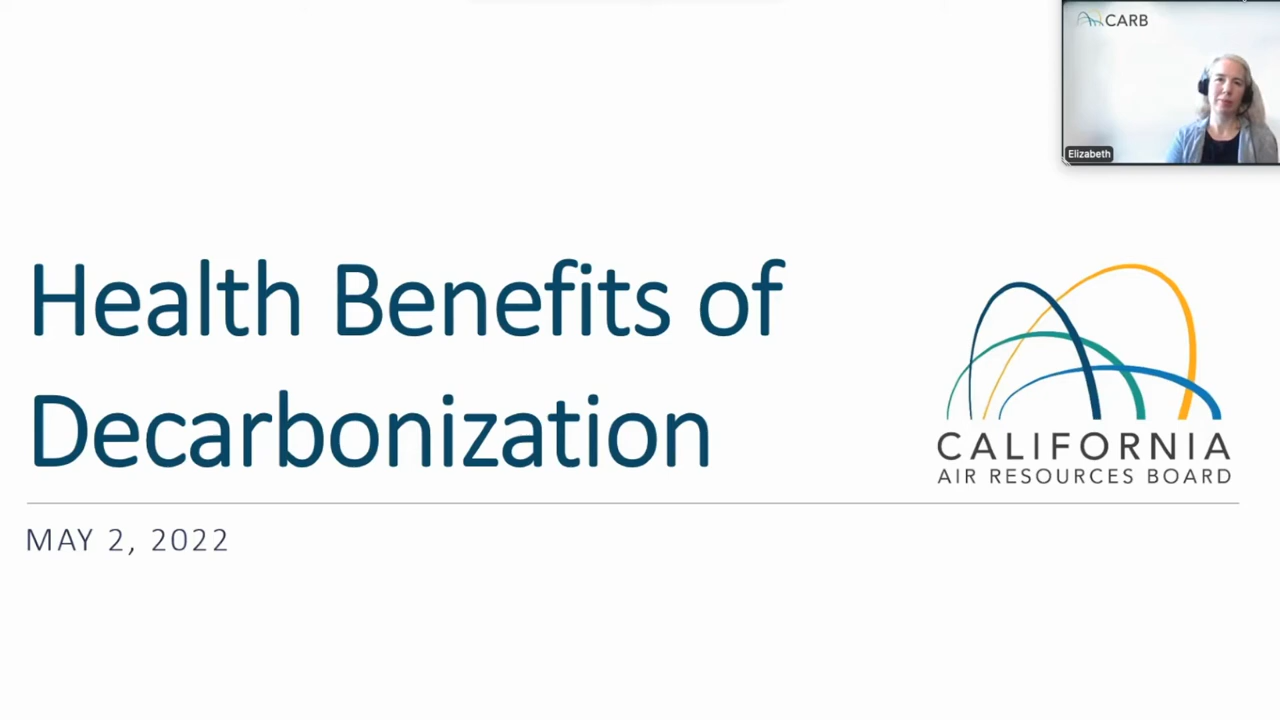 CARB
Elizabeth
Health Benefits of
Decarbonization
CALIFORNIA
AIR RESOURCES BOARD
MAY 2, 2022